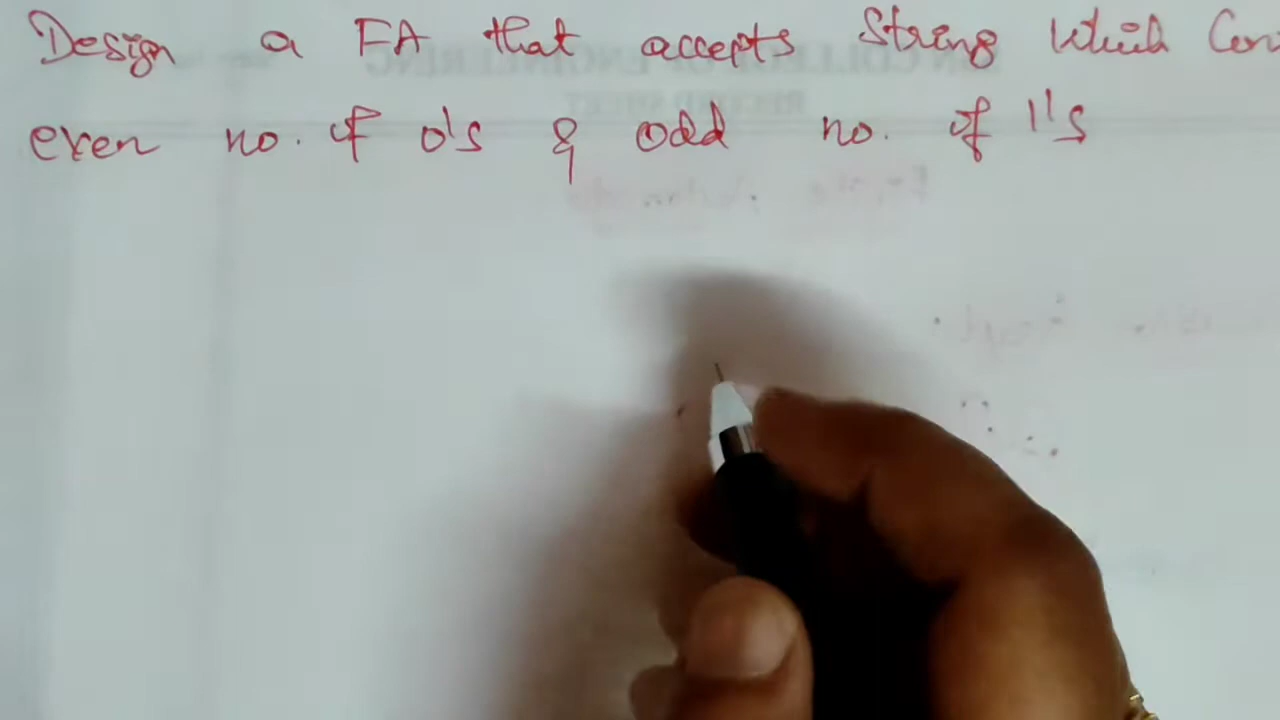 Design a FA that accepts String which Con
even no. of 0's & odd no. of 1's